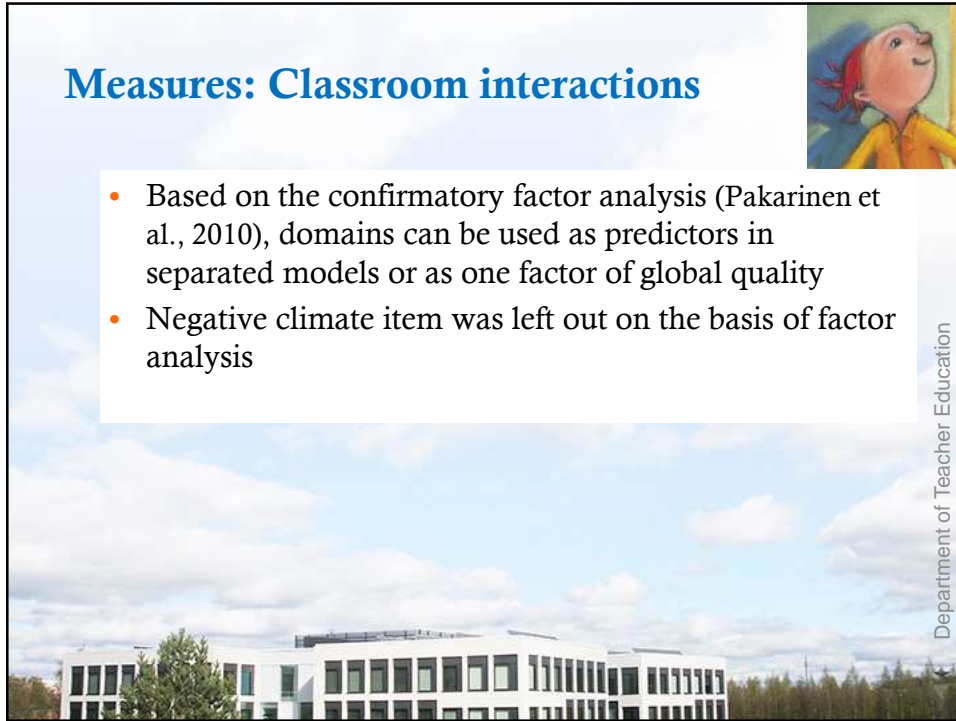 Measures: Classroom interactions
• Based on the confirmatory factor analysis (Pakarinen et
al., 2010), domains can be used as predictors in
separated models or as one factor of global quality
• Negative climate item was left out on the basis of factor
analysis
Department of Teacher Education